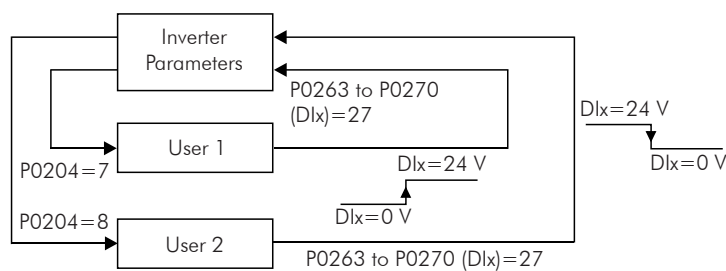 Inverter
Parameters
P0263 to P0270
(DIx)=27
DIx=24 V
DIx=0 V
User 1
P0204=7
DIx=24 V
DIx=0 V
P0204=8
User 2
P0263 to P0270 (DIx)=27